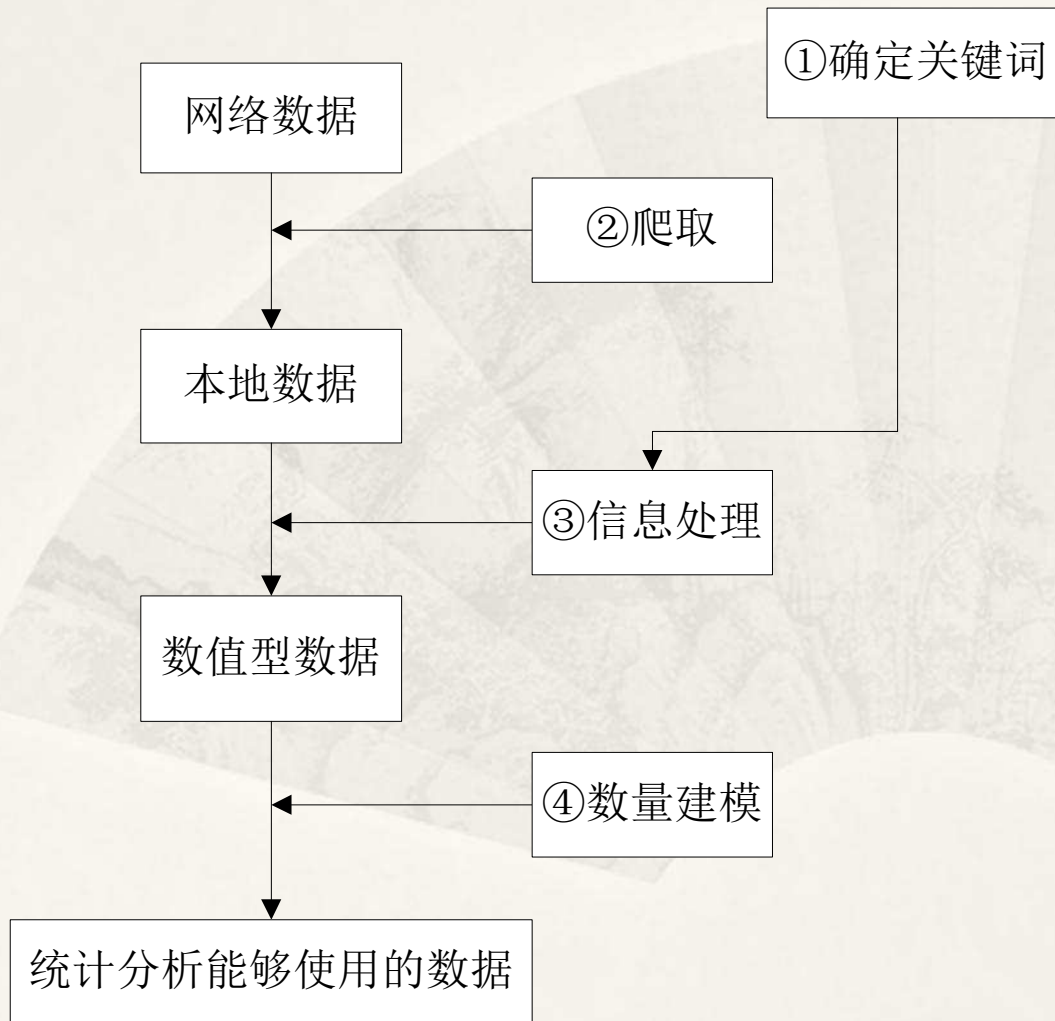 ①确定关键词
网络数据
②爬取
本地数据
③信息处理
数值型数据
④数量建模
统计分析能够使用的数据